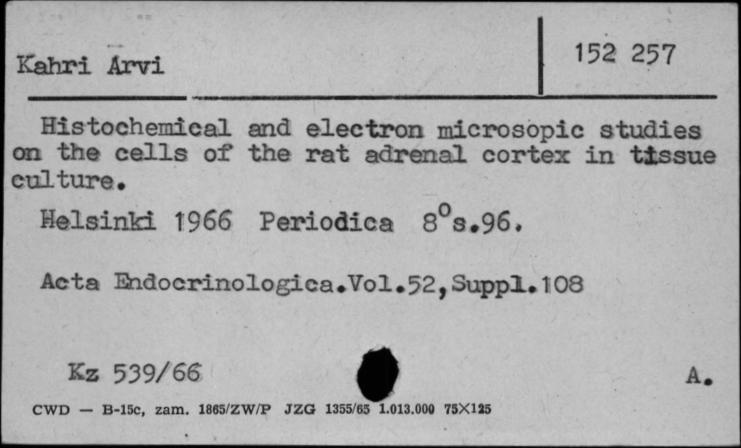 Kahri Arvi
152 257
Histochemical and electron microsopic studies
on the cells of the rat adrenal cortex in tissue
culture.
Helsinki 1966 Periodica 8°s.96.
Acta Endocrinologica.Vol.52,Suppl.108
Kz 539/66
A.
CWD — B-15c, zam. 1865/ZW/P JZG 1355/65 1.013.000 75X125